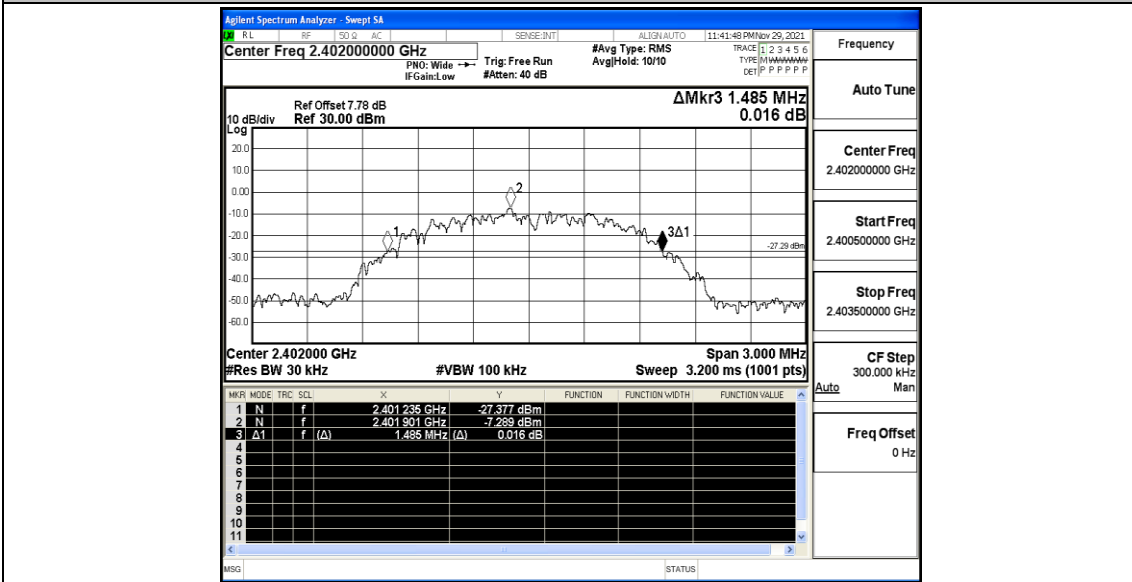 Agilent Spectrum Analyzer - Swept SA
LXI RL RF 50 Ω AC SENSE:INT ALIGNAUTO 11:41:48 PM Nov 29, 2021
Center Freq 2.402000000 GHz
PNO: Wide
IFGain:Low
Trig: Free Run
#Atten: 40 dB
#Avg Type: RMS
Avg|Hold: 10/10
TRACE 1 2 3 4 5 6
TYPE M WWWWW
DET P P P P P P
Ref Offset 7.78 dB
Ref 30.00 dBm
10 dB/div
Log
ΔMkr3 1.485 MHz
0.016 dB
20.0
10.0
0.00
-10.0
-20.0
-30.0
-40.0
-50.0
-60.0
1
2
3Δ1
-27.29 dBm
Center 2.402000 GHz
Span 3.000 MHz
#Res BW 30 kHz
#VBW 100 kHz
Sweep 3.200 ms (1001 pts)
MKR MODE TRC SCL X Y FUNCTION FUNCTION WIDTH FUNCTION VALUE
1 N f 2.401 235 GHz -27.377 dBm
2 N f 2.401 901 GHz -7.289 dBm
3 Δ1 f (Δ) 1.485 MHz (Δ) 0.016 dB
4
5
6
7
8
9
10
11
MSG
STATUS
Frequency
Auto Tune
Center Freq
2.402000000 GHz
Start Freq
2.400500000 GHz
Stop Freq
2.403500000 GHz
CF Step
300.000 kHz
Auto Man
Freq Offset
0 Hz